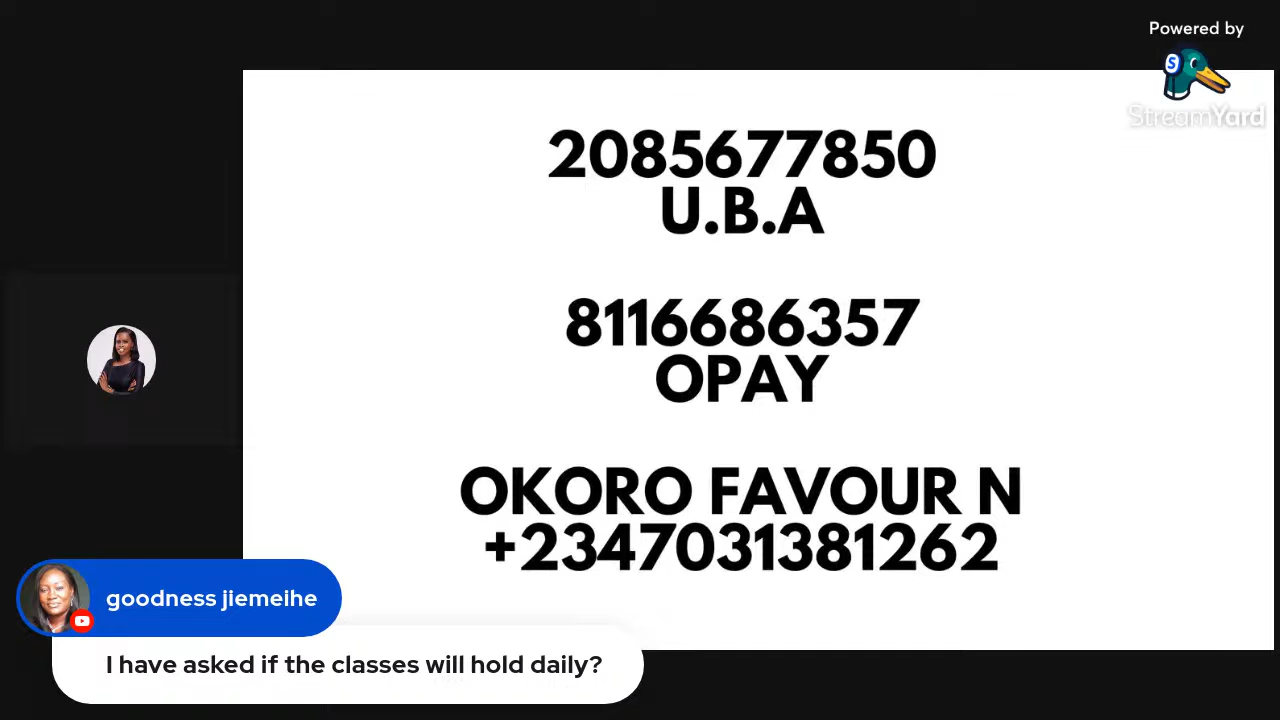 Powered by
StreamYard
2085677850
U.B.A
8116686357
OPAY
OKORO FAVOUR N
+2347031381262
goodness jiemeihe
I have asked if the classes will hold daily?